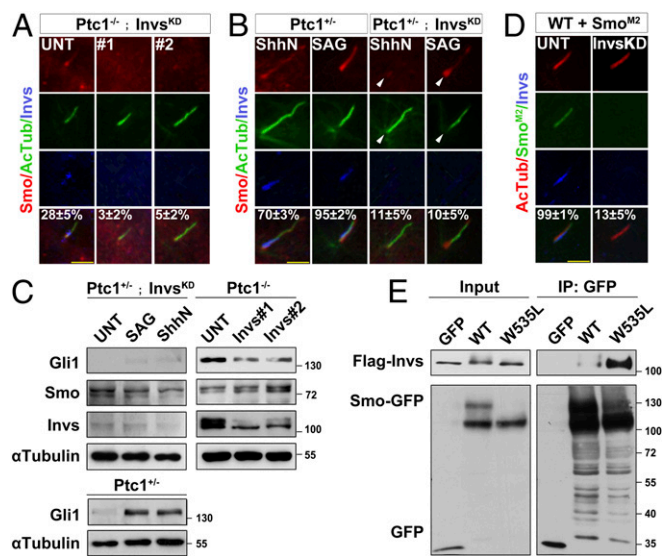 A
Ptc1-/- ; InvsKD
UNT #1 #2
Smo/AcTub/Invs
28±5% 3±2% 5±2%
B
Ptc1+/- Ptc1+/- ; InvsKD
ShhN SAG ShhN SAG
Smo/AcTub/Invs
70±3% 95±2% 11±5% 10±5%
D
WT + SmoM2
UNT InvsKD
AcTub/SmoM2/Invs
99±1% 13±5%
C
Ptc1+/- ; InvsKD Ptc1-/-
UNT SAG ShhN UNT Invs#1 Invs#2
Gli1 130
Smo 72
Invs 100
αTubulin 55
Ptc1+/-
Gli1 130
αTubulin 55
E
Input IP: GFP
GFP WT W535L GFP WT W535L
Flag-Invs 100
Smo-GFP 130
100
70
55
40
GFP 35